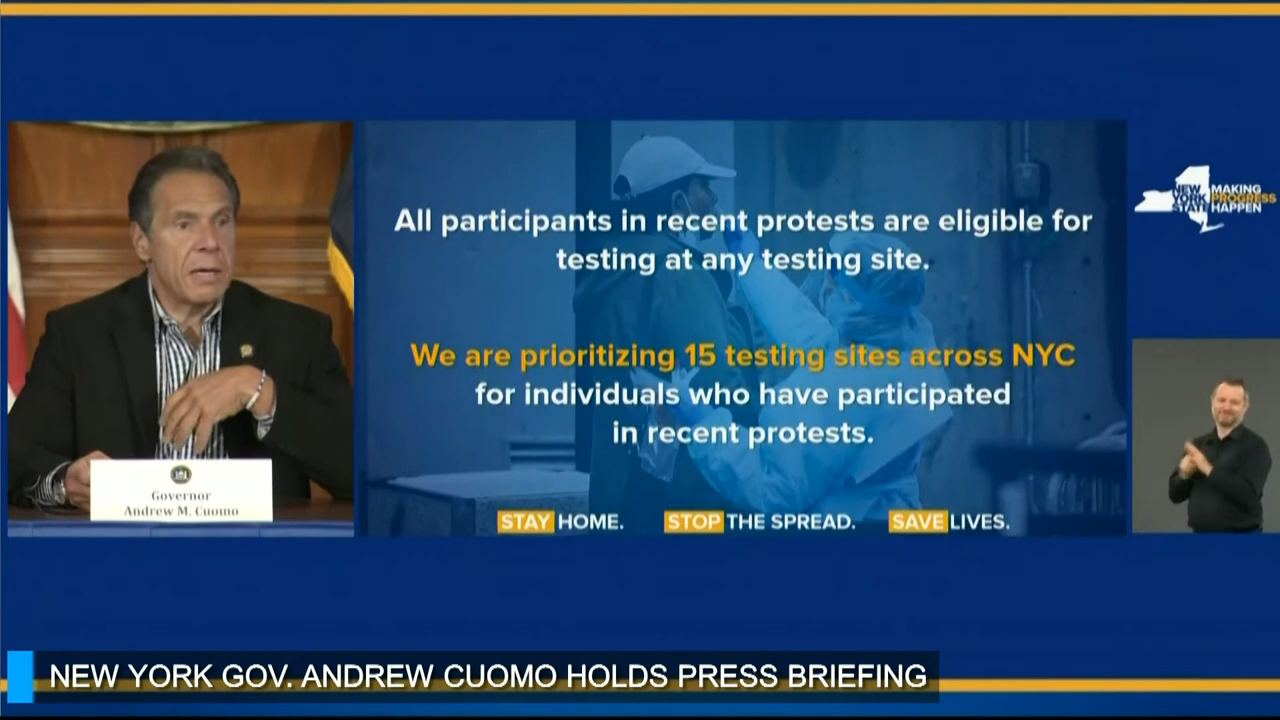 All participants in recent protests are eligible for
testing at any testing site.
We are prioritizing 15 testing sites across NYC
for individuals who have participated
in recent protests.
STAY HOME. STOP THE SPREAD. SAVE LIVES.
Governor
Andrew M. Cuomo
NEW
YORK
STATE
MAKING
PROGRESS
HAPPEN
NEW YORK GOV. ANDREW CUOMO HOLDS PRESS BRIEFING